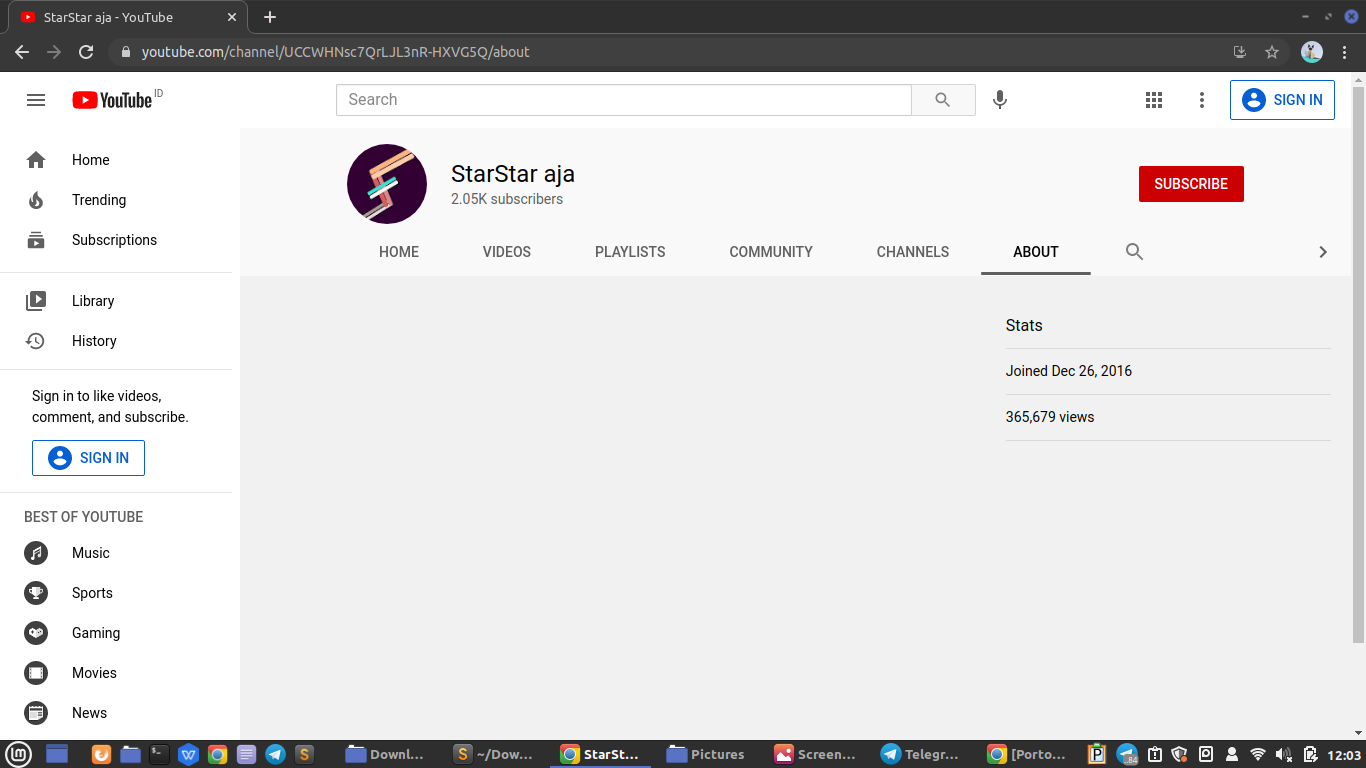 StarStar aja - YouTube
youtube.com/channel/UCCWHNsc7QrLJL3nR-HXVG5Q/about
YouTube ID
Search
SIGN IN
Home
Trending
Subscriptions
Library
History
Sign in to like videos,
comment, and subscribe.
SIGN IN
BEST OF YOUTUBE
Music
Sports
Gaming
Movies
News
StarStar aja
2.05K subscribers
SUBSCRIBE
HOME VIDEOS PLAYLISTS COMMUNITY CHANNELS ABOUT
Stats
Joined Dec 26, 2016
365,679 views
Downl... ~/Dow... StarSt... Pictures Screen... Telegr... [Porto... 84 12:03